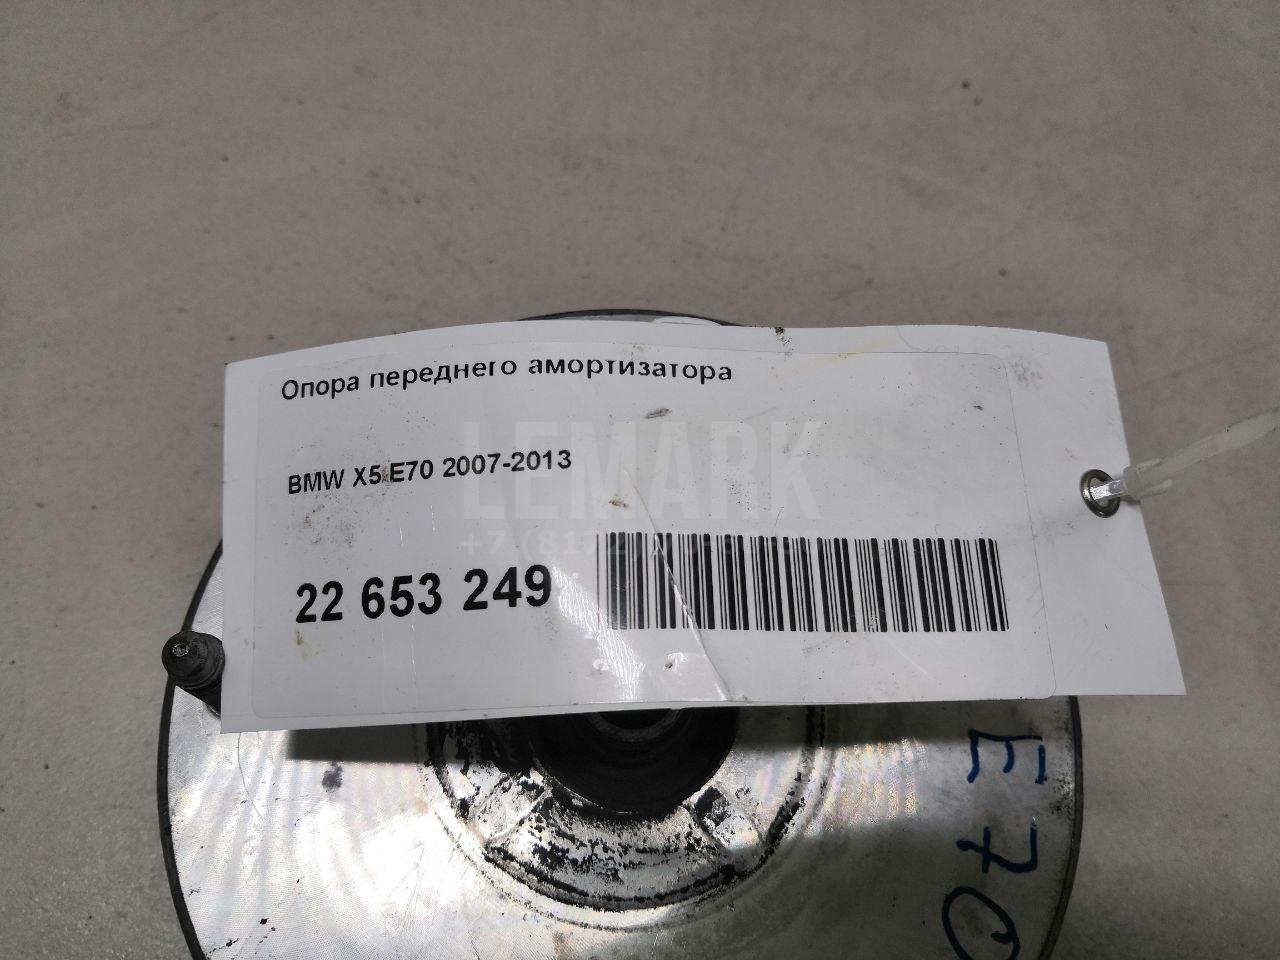 Опора переднего амортизатора
BMW X5 E70 2007-2013
LEMARK
22 653 249
E70